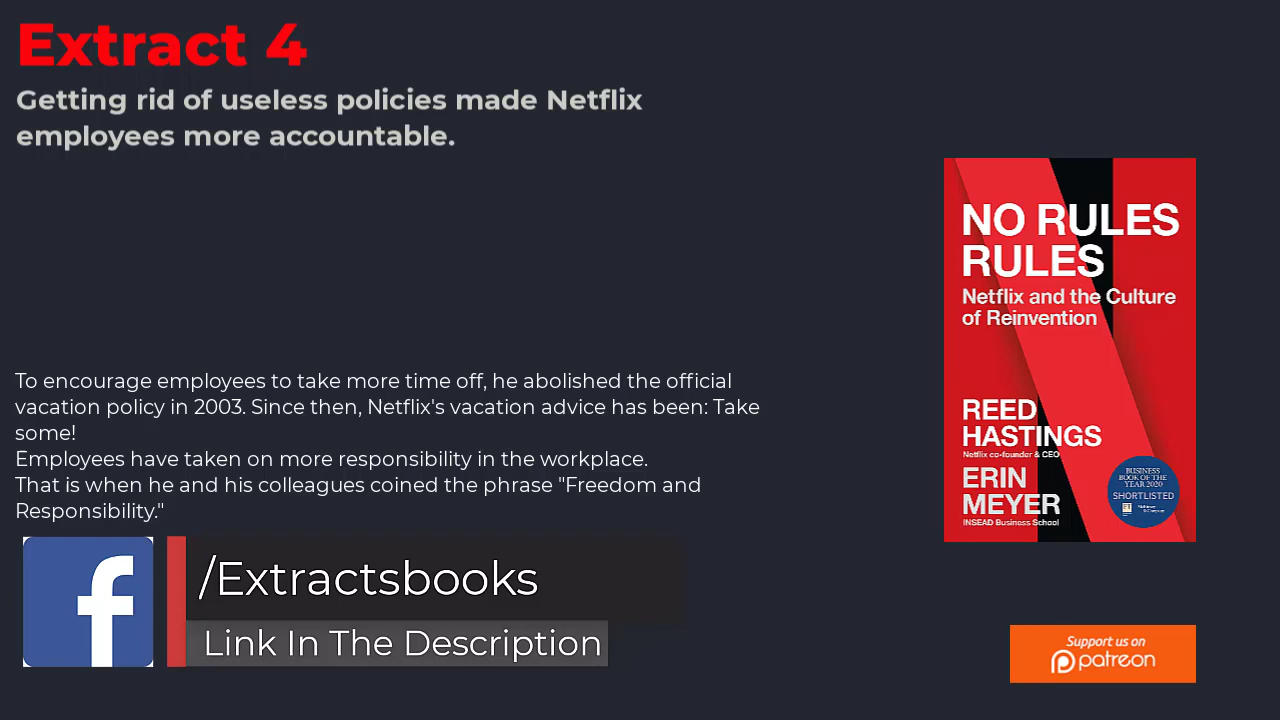 Extract 4
Getting rid of useless policies made Netflix
employees more accountable.
To encourage employees to take more time off, he abolished the official
vacation policy in 2003. Since then, Netflix's vacation advice has been: Take
some!
Employees have taken on more responsibility in the workplace.
That is when he and his colleagues coined the phrase "Freedom and
Responsibility."
/Extractsbooks
Link In The Description
NO RULES
RULES
Netflix and the Culture
of Reinvention
REED
HASTINGS
Netflix co-founder & CEO
ERIN
MEYER
INSEAD Business School
BUSINESS
BOOK OF THE
YEAR 2020
SHORTLISTED
Support us on
patreon